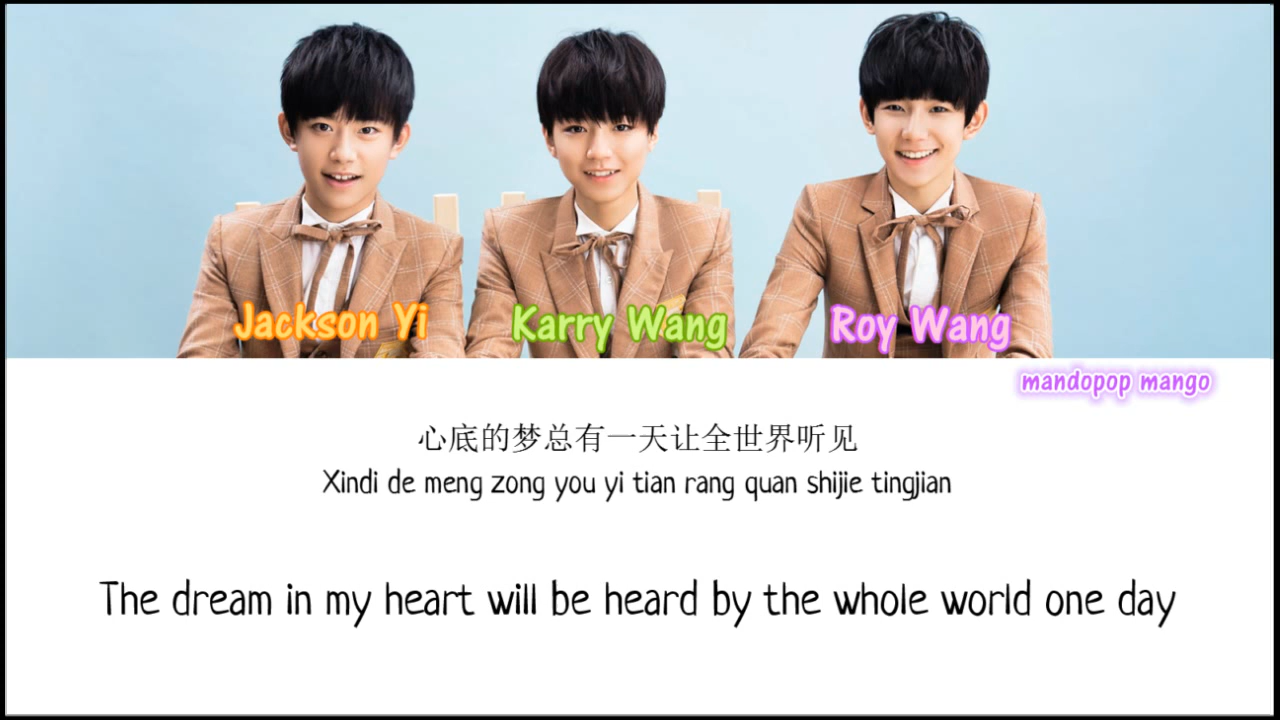 Jackson Yi
Karry Wang
Roy Wang
mandopop mango
心底的梦总有一天让全世界听见
Xindi de meng zong you yi tian rang quan shijie tingjian
The dream in my heart will be heard by the whole world one day